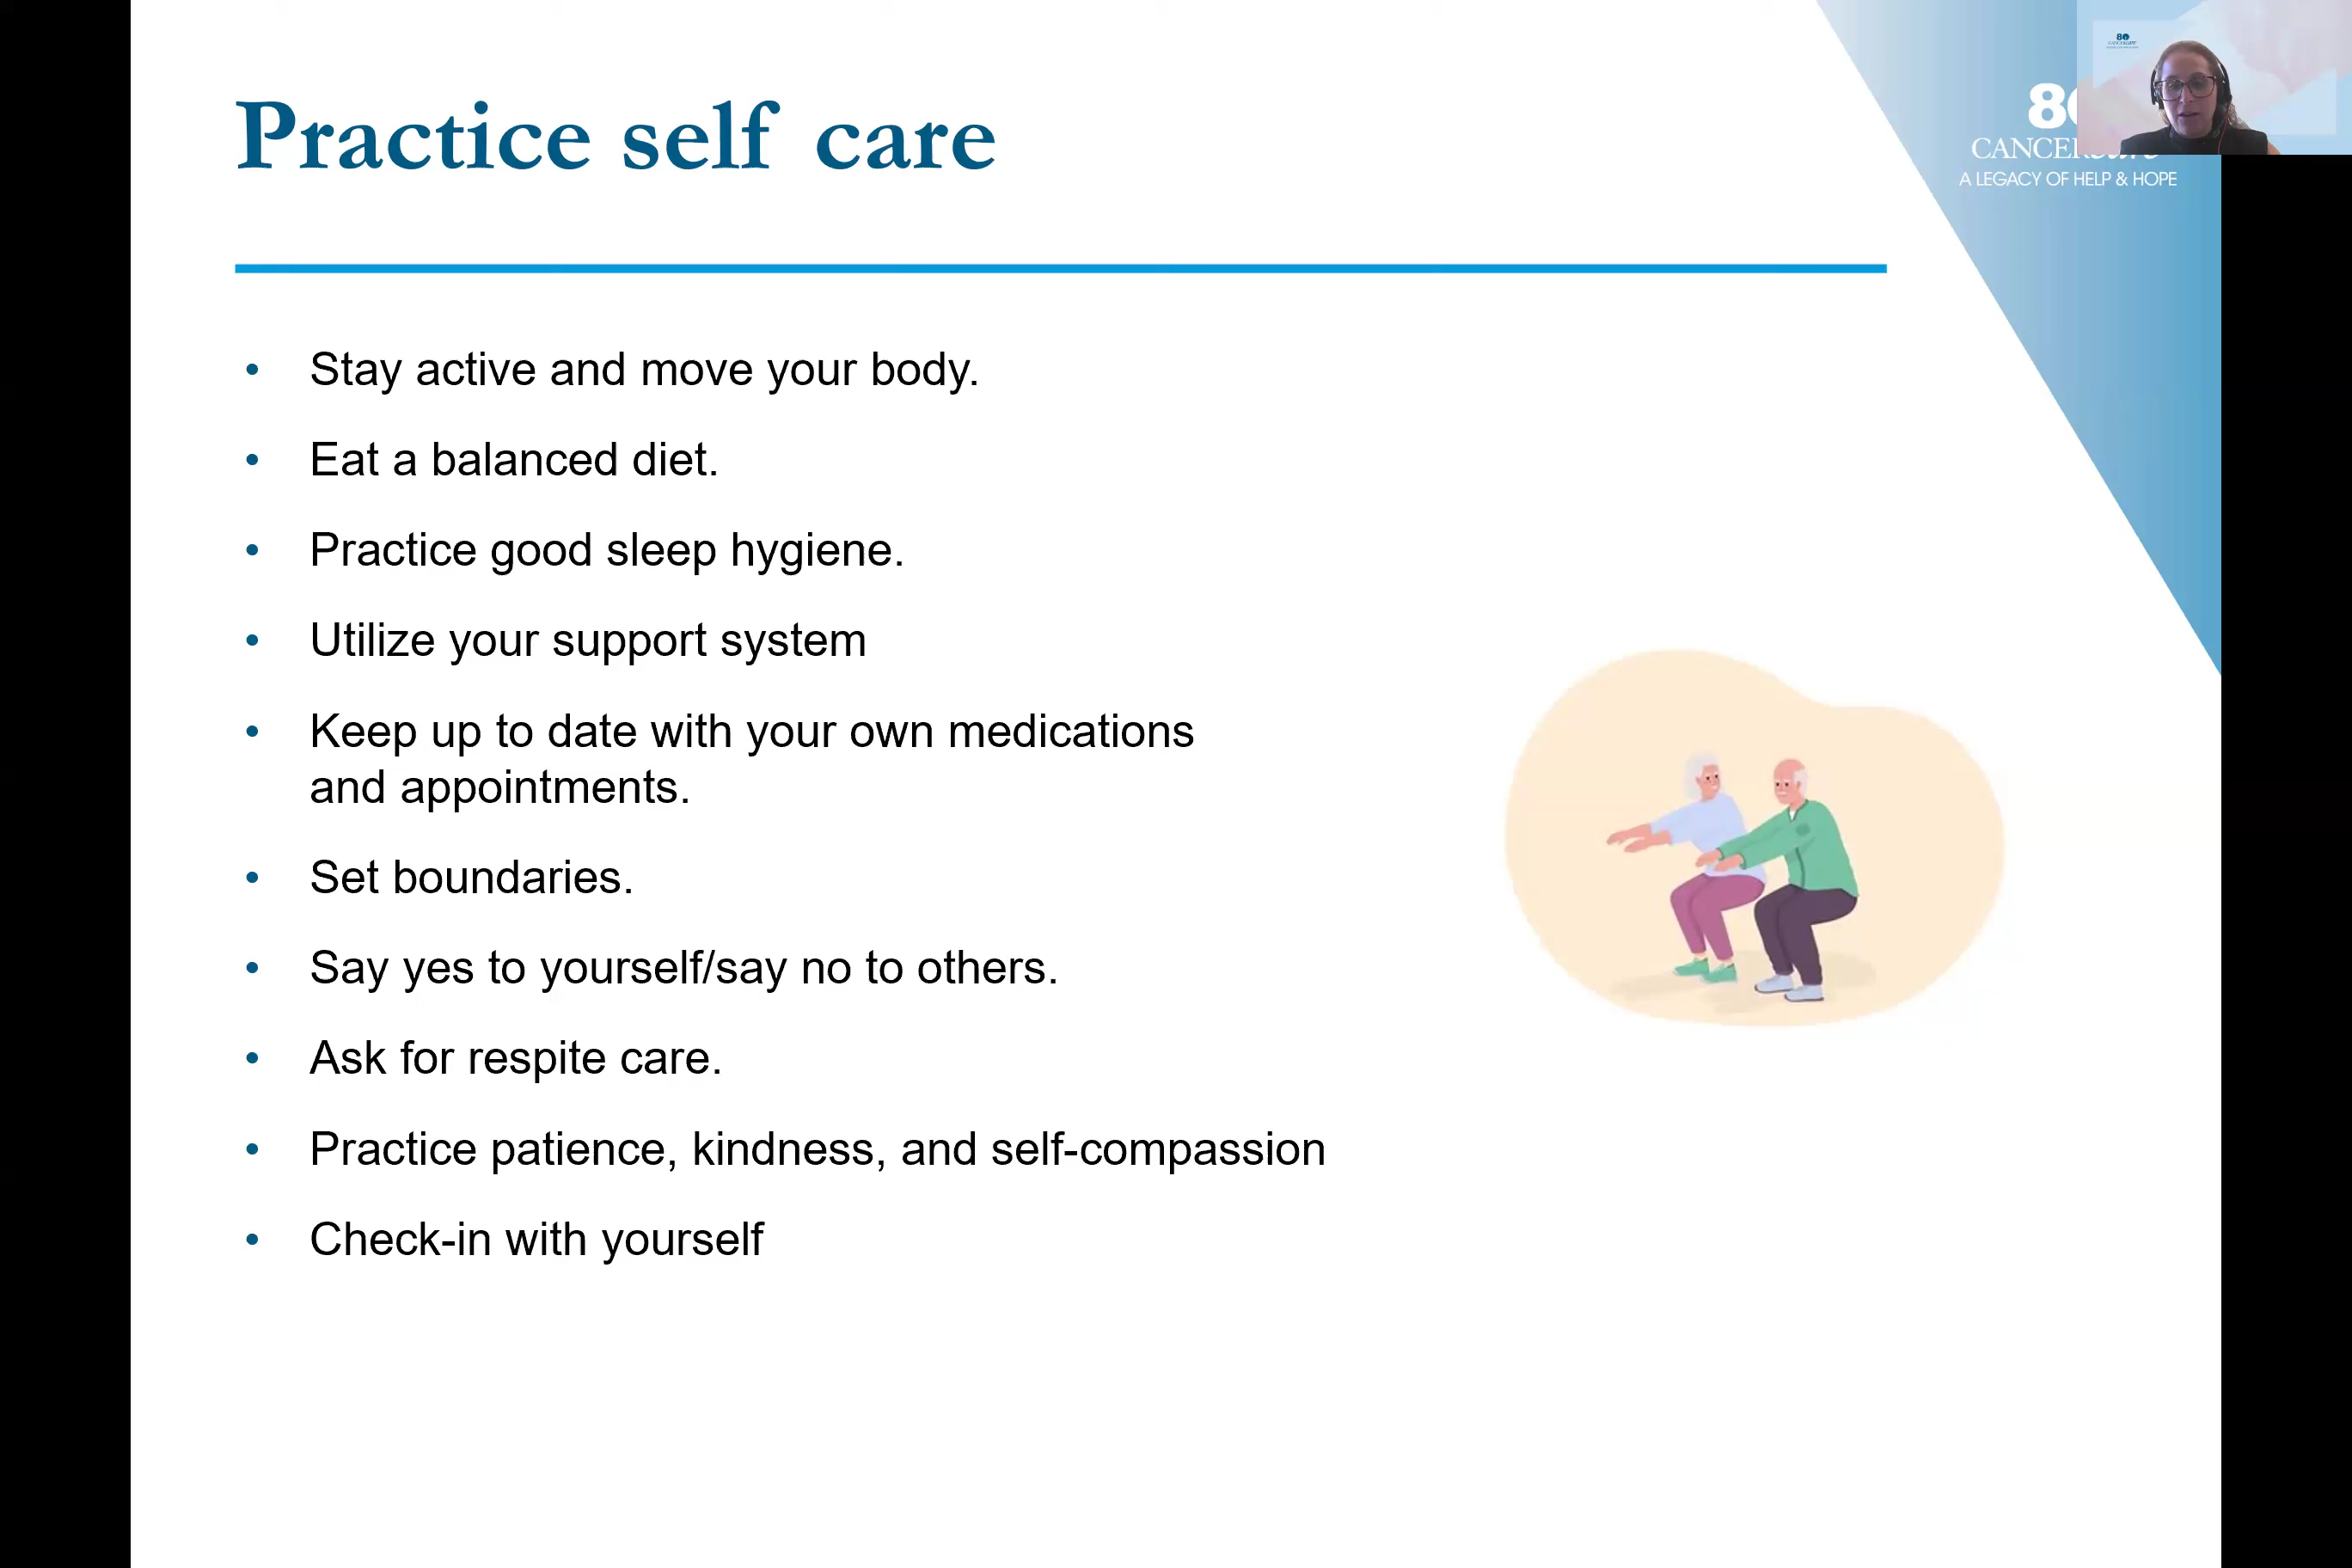 Practice self care
80
CANCERcare
A LEGACY OF HELP & HOPE
• Stay active and move your body.
• Eat a balanced diet.
• Practice good sleep hygiene.
• Utilize your support system
• Keep up to date with your own medications
and appointments.
• Set boundaries.
• Say yes to yourself/say no to others.
• Ask for respite care.
• Practice patience, kindness, and self-compassion
• Check-in with yourself